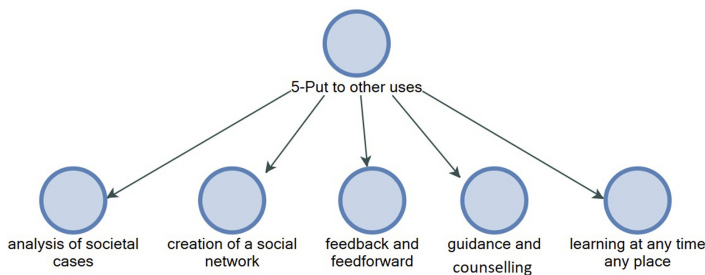 5-Put to other uses
analysis of societal
cases
creation of a social
network
feedback and
feedforward
guidance and
counselling
learning at any time
any place